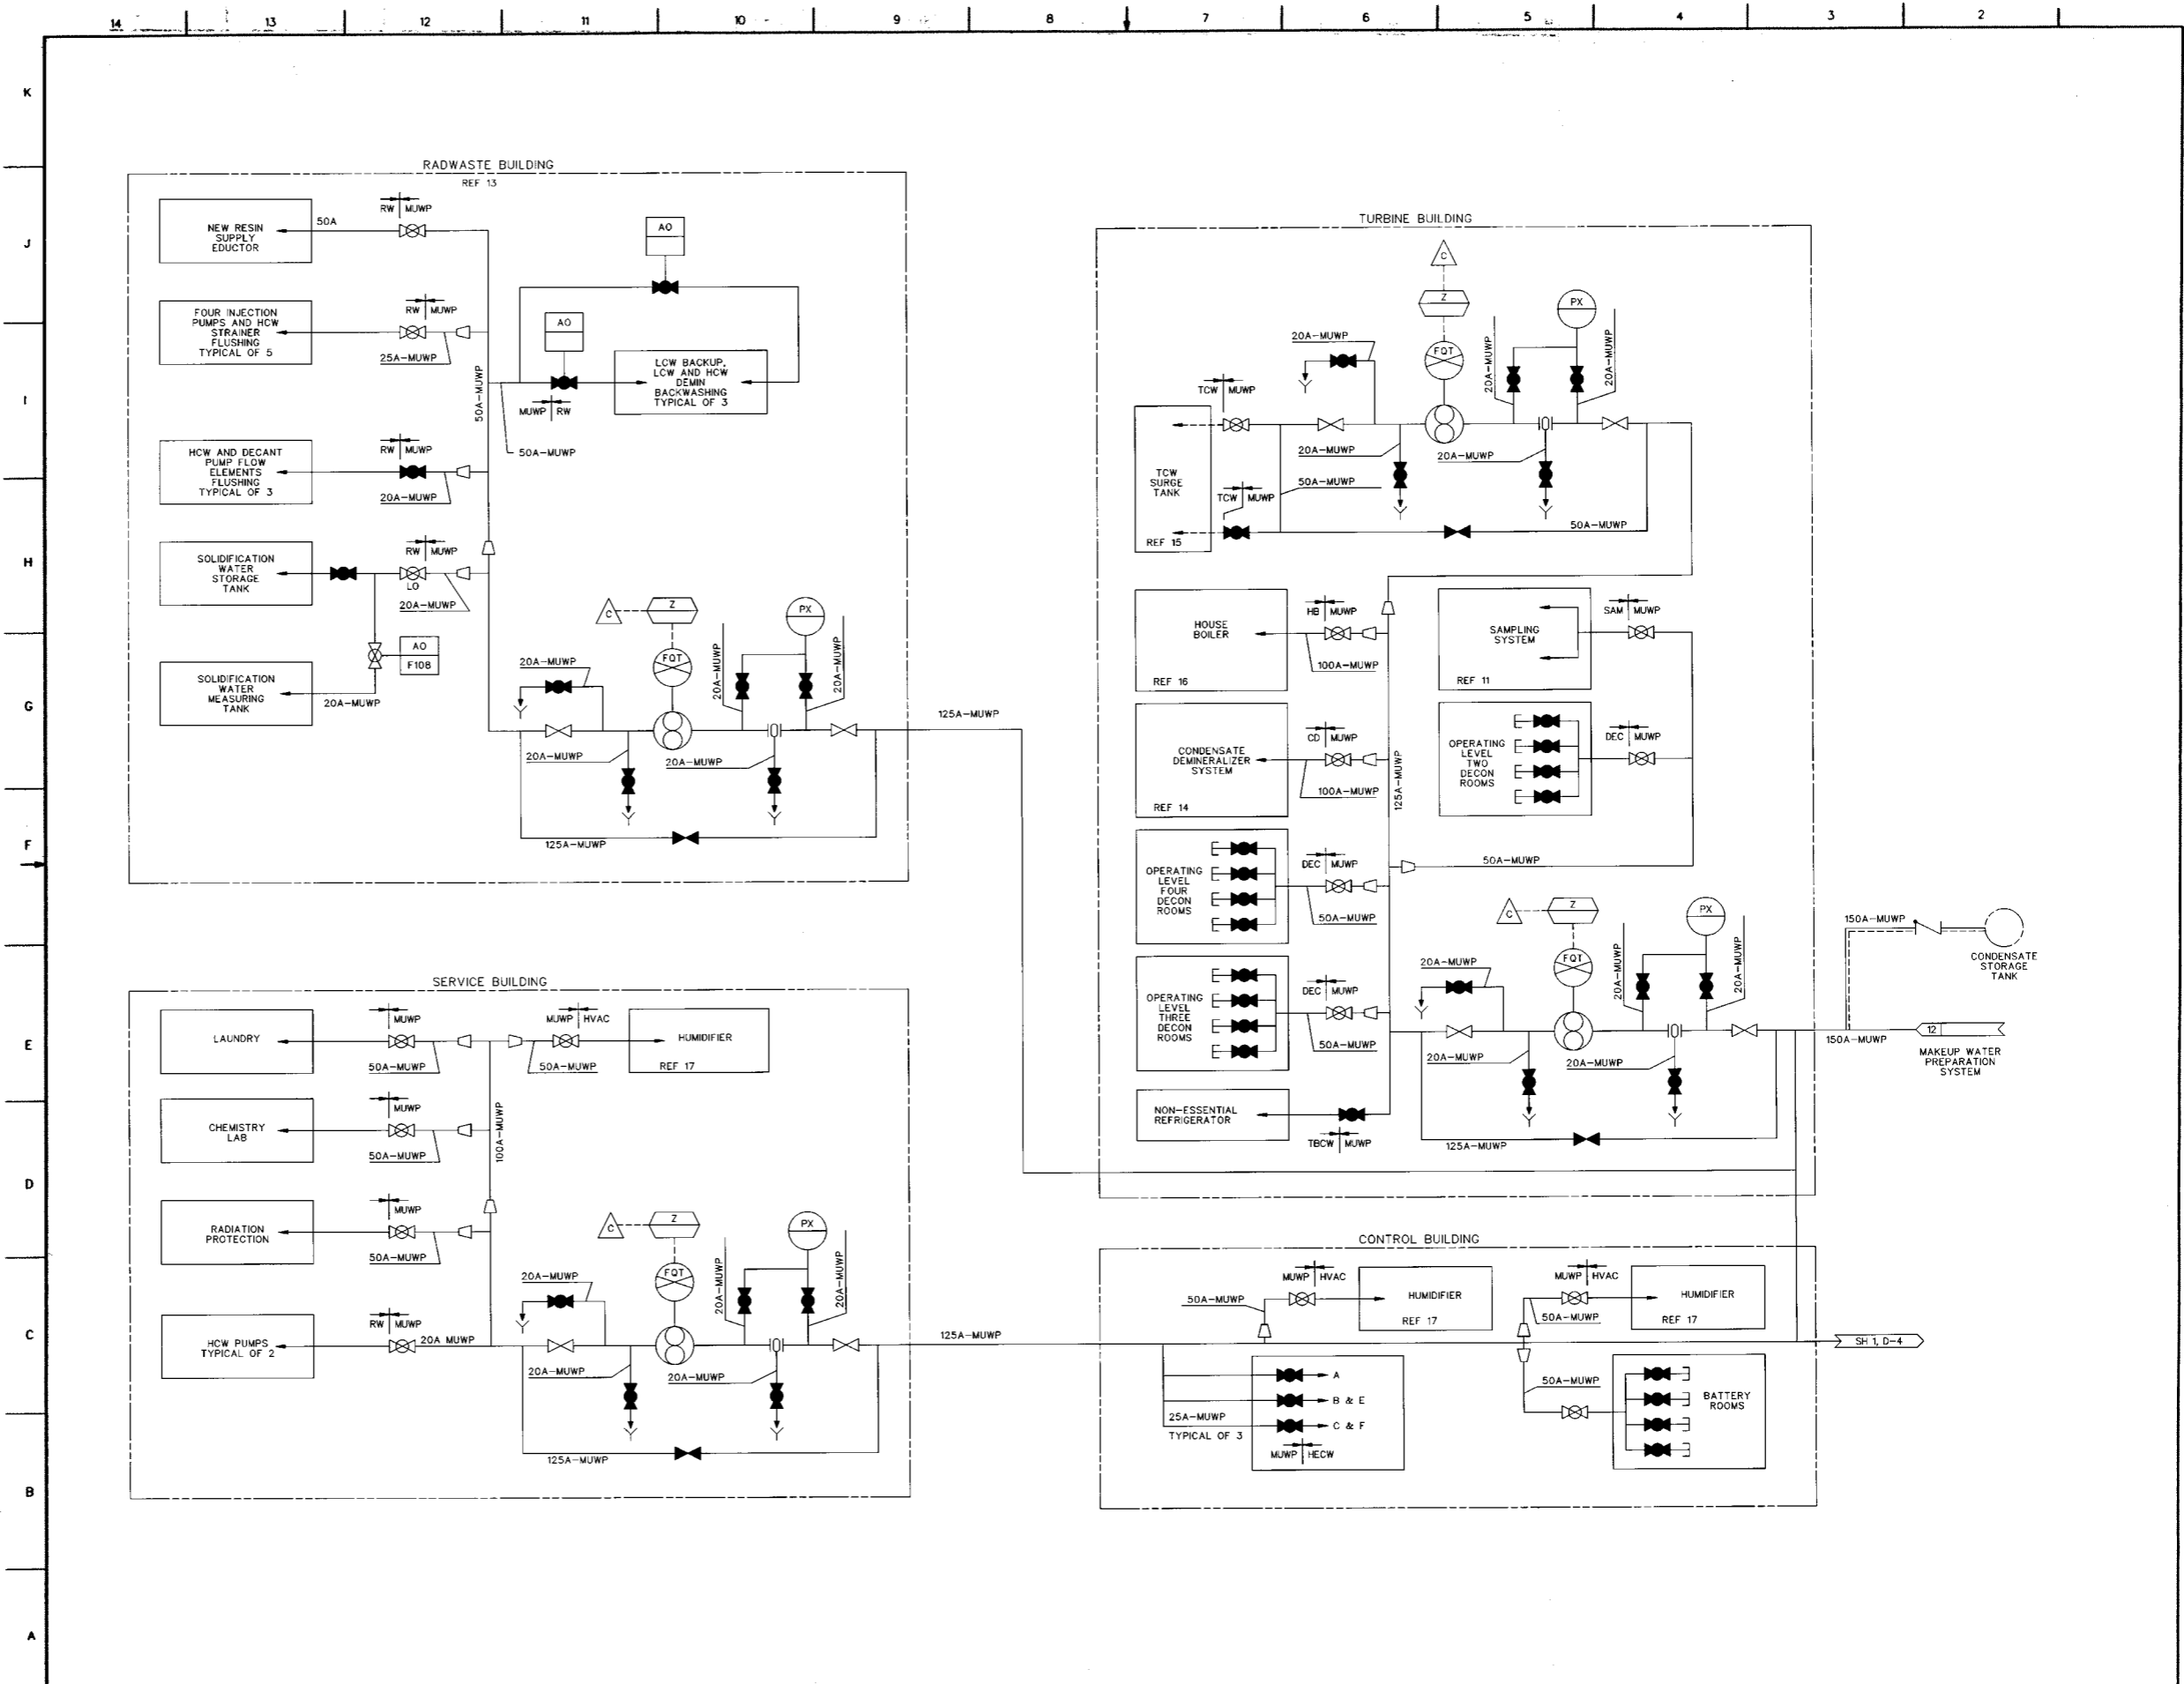 14 13 12 11 10 9 8 7 6 5 4 3 2
K
J
I
H
G
F
E
D
C
B
A
RADWASTE BUILDING
REF 13
NEW RESIN
SUPPLY
EDUCTOR
50A
RW MUWP
AO
FOUR INJECTION
PUMPS AND HCW
STRAINER
FLUSHING
TYPICAL OF 5
RW MUWP
25A-MUWP
50A-MUWP
AO
LCW BACKUP,
LCW AND HCW
DEMIN
BACKWASHING
TYPICAL OF 3
MUWP RW
50A-MUWP
HCW AND DECANT
PUMP FLOW
ELEMENTS
FLUSHING
TYPICAL OF 3
RW MUWP
20A-MUWP
SOLIDIFICATION
WATER
STORAGE
TANK
RW MUWP
LO
20A-MUWP
AO
F108
SOLIDIFICATION
WATER
MEASURING
TANK
20A-MUWP
C
Z
FQT
PX
20A-MUWP
20A-MUWP
20A-MUWP
20A-MUWP
20A-MUWP
125A-MUWP
125A-MUWP
SERVICE BUILDING
LAUNDRY
MUWP
50A-MUWP
MUWP HVAC
50A-MUWP
HUMIDIFIER
REF 17
CHEMISTRY
LAB
MUWP
50A-MUWP
100A-MUWP
RADIATION
PROTECTION
MUWP
50A-MUWP
HCW PUMPS
TYPICAL OF 2
RW MUWP
20A MUWP
C
Z
FQT
PX
20A-MUWP
20A-MUWP
20A-MUWP
20A-MUWP
20A-MUWP
125A-MUWP
125A-MUWP
TURBINE BUILDING
C
Z
FQT
PX
20A-MUWP
20A-MUWP
20A-MUWP
TCW MUWP
20A-MUWP
20A-MUWP
50A-MUWP
TCW
SURGE
TANK
TCW MUWP
50A-MUWP
REF 15
HOUSE
BOILER
REF 16
HB MUWP
100A-MUWP
SAMPLING
SYSTEM
REF 11
SAM MUWP
CONDENSATE
DEMINERALIZER
SYSTEM
REF 14
CD MUWP
100A-MUWP
125A-MUWP
OPERATING
LEVEL
TWO
DECON
ROOMS
DEC MUWP
OPERATING
LEVEL
FOUR
DECON
ROOMS
DEC MUWP
50A-MUWP
50A-MUWP
OPERATING
LEVEL
THREE
DECON
ROOMS
DEC MUWP
50A-MUWP
NON-ESSENTIAL
REFRIGERATOR
TBCW MUWP
C
Z
FQT
PX
20A-MUWP
20A-MUWP
20A-MUWP
20A-MUWP
20A-MUWP
125A-MUWP
150A-MUWP
CONDENSATE
STORAGE
TANK
12
150A-MUWP
MAKEUP WATER
PREPARATION
SYSTEM
CONTROL BUILDING
MUWP HVAC
50A-MUWP
HUMIDIFIER
REF 17
MUWP HVAC
50A-MUWP
HUMIDIFIER
REF 17
SH 1, D-4
A
B & E
C & F
25A-MUWP
TYPICAL OF 3
MUWP HECW
50A-MUWP
BATTERY
ROOMS